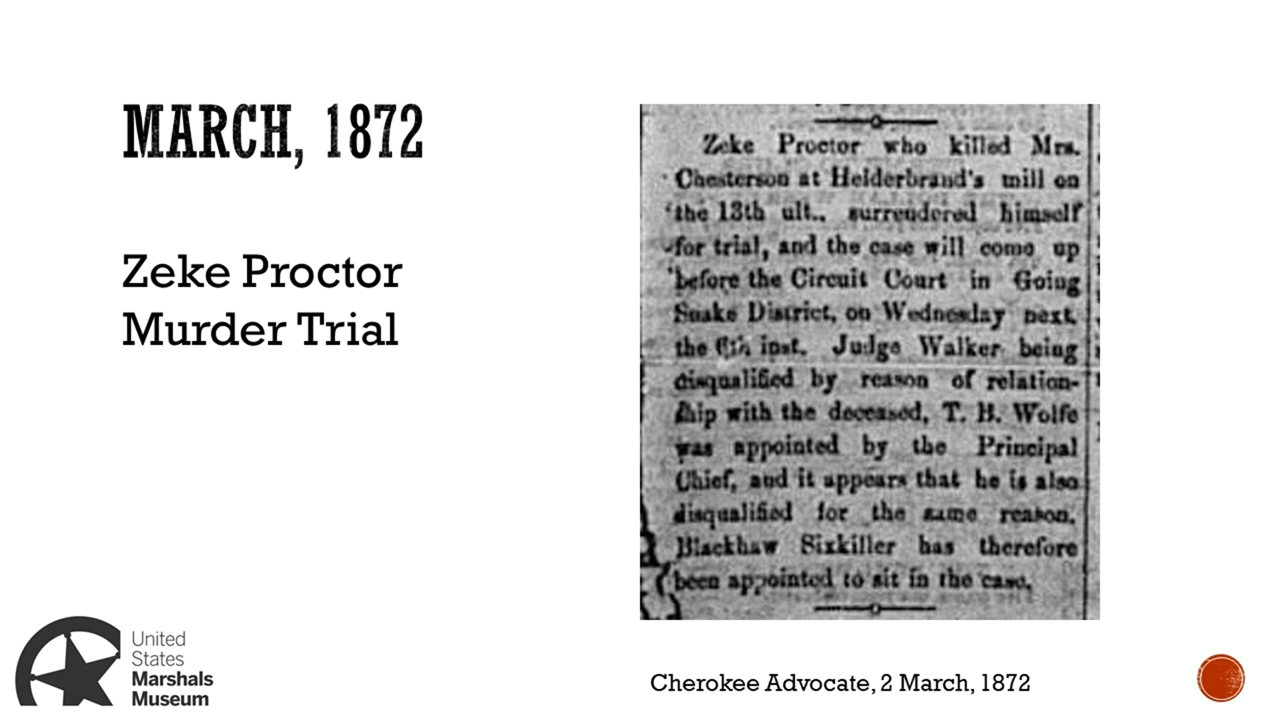 MARCH, 1872
Zeke Proctor
Murder Trial
Zeke Proctor who killed Mrs.
Chesterson at Helderbrand's mill on
the 13th ult., surrendered himself
for trial, and the case will come up
before the Circuit Court in Going
Snake District, on Wednesday next,
the 6th inst. Judge Walker being
disqualified by reason of relation-
ship with the deceased, T. B. Wolfe
was appointed by the Principal
Chief, and it appears that he is also
disqualified for the same reason.
Blackhaw Sixkiller has therefore
been appointed to sit in the case.
Cherokee Advocate, 2 March, 1872
United
States
Marshals
Museum